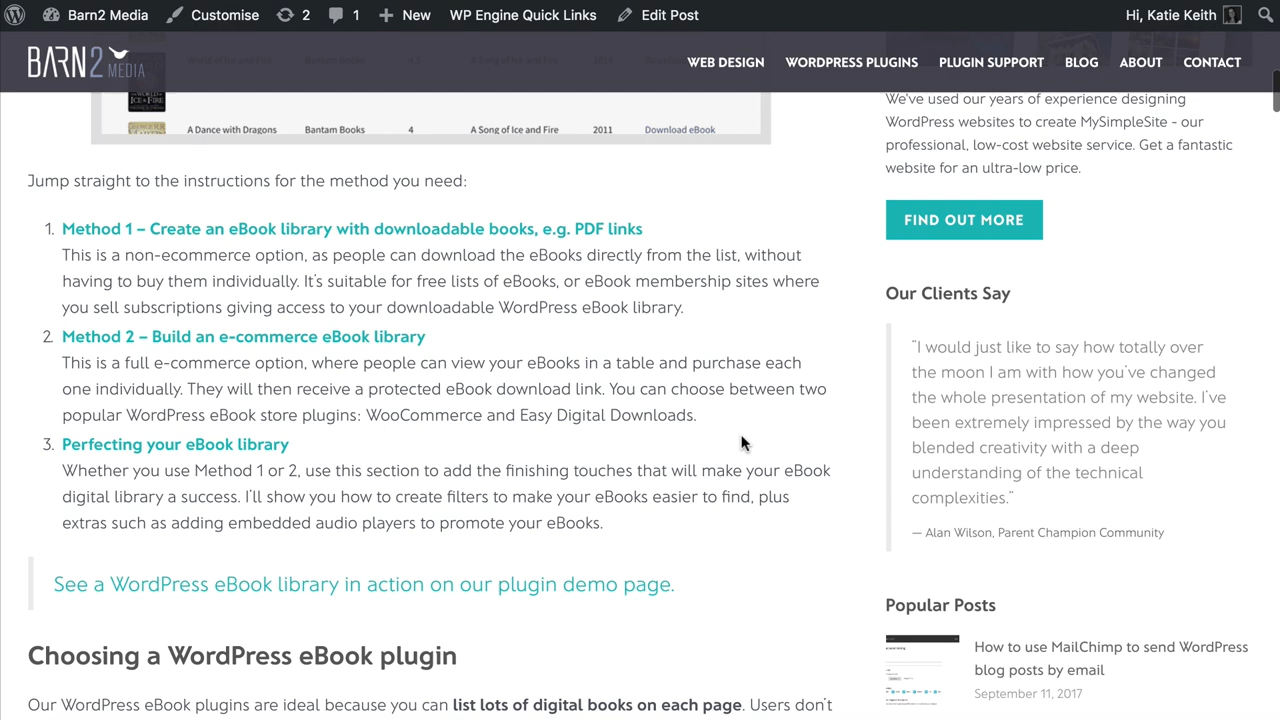 Barn2 Media
Customise
2
1
New
WP Engine Quick Links
Edit Post
Hi, Katie Keith
BARN2 MEDIA
WEB DESIGN
WORDPRESS PLUGINS
PLUGIN SUPPORT
BLOG
ABOUT
CONTACT
World of Ice and Fire
Bantam Books
4.5
A Song of Ice and Fire
2014
A Dance with Dragons
Bantam Books
4
A Song of Ice and Fire
2011
Download eBook
Jump straight to the instructions for the method you need:
1. Method 1 – Create an eBook library with downloadable books, e.g. PDF links
This is a non-ecommerce option, as people can download the eBooks directly from the list, without
having to buy them individually. It's suitable for free lists of eBooks, or eBook membership sites where
you sell subscriptions giving access to your downloadable WordPress eBook library.
2. Method 2 – Build an e-commerce eBook library
This is a full e-commerce option, where people can view your eBooks in a table and purchase each
one individually. They will then receive a protected eBook download link. You can choose between two
popular WordPress eBook store plugins: WooCommerce and Easy Digital Downloads.
3. Perfecting your eBook library
Whether you use Method 1 or 2, use this section to add the finishing touches that will make your eBook
digital library a success. I'll show you how to create filters to make your eBooks easier to find, plus
extras such as adding embedded audio players to promote your eBooks.
See a WordPress eBook library in action on our plugin demo page.
Choosing a WordPress eBook plugin
Our WordPress eBook plugins are ideal because you can list lots of digital books on each page. Users don't
We've used our years of experience designing
WordPress websites to create MySimpleSite - our
professional, low-cost website service. Get a fantastic
website for an ultra-low price.
FIND OUT MORE
Our Clients Say
"I would just like to say how totally over
the moon I am with how you've changed
the whole presentation of my website. I've
been extremely impressed by the way you
blended creativity with a deep
understanding of the technical
complexities."
— Alan Wilson, Parent Champion Community
Popular Posts
How to use MailChimp to send WordPress
blog posts by email
September 11, 2017